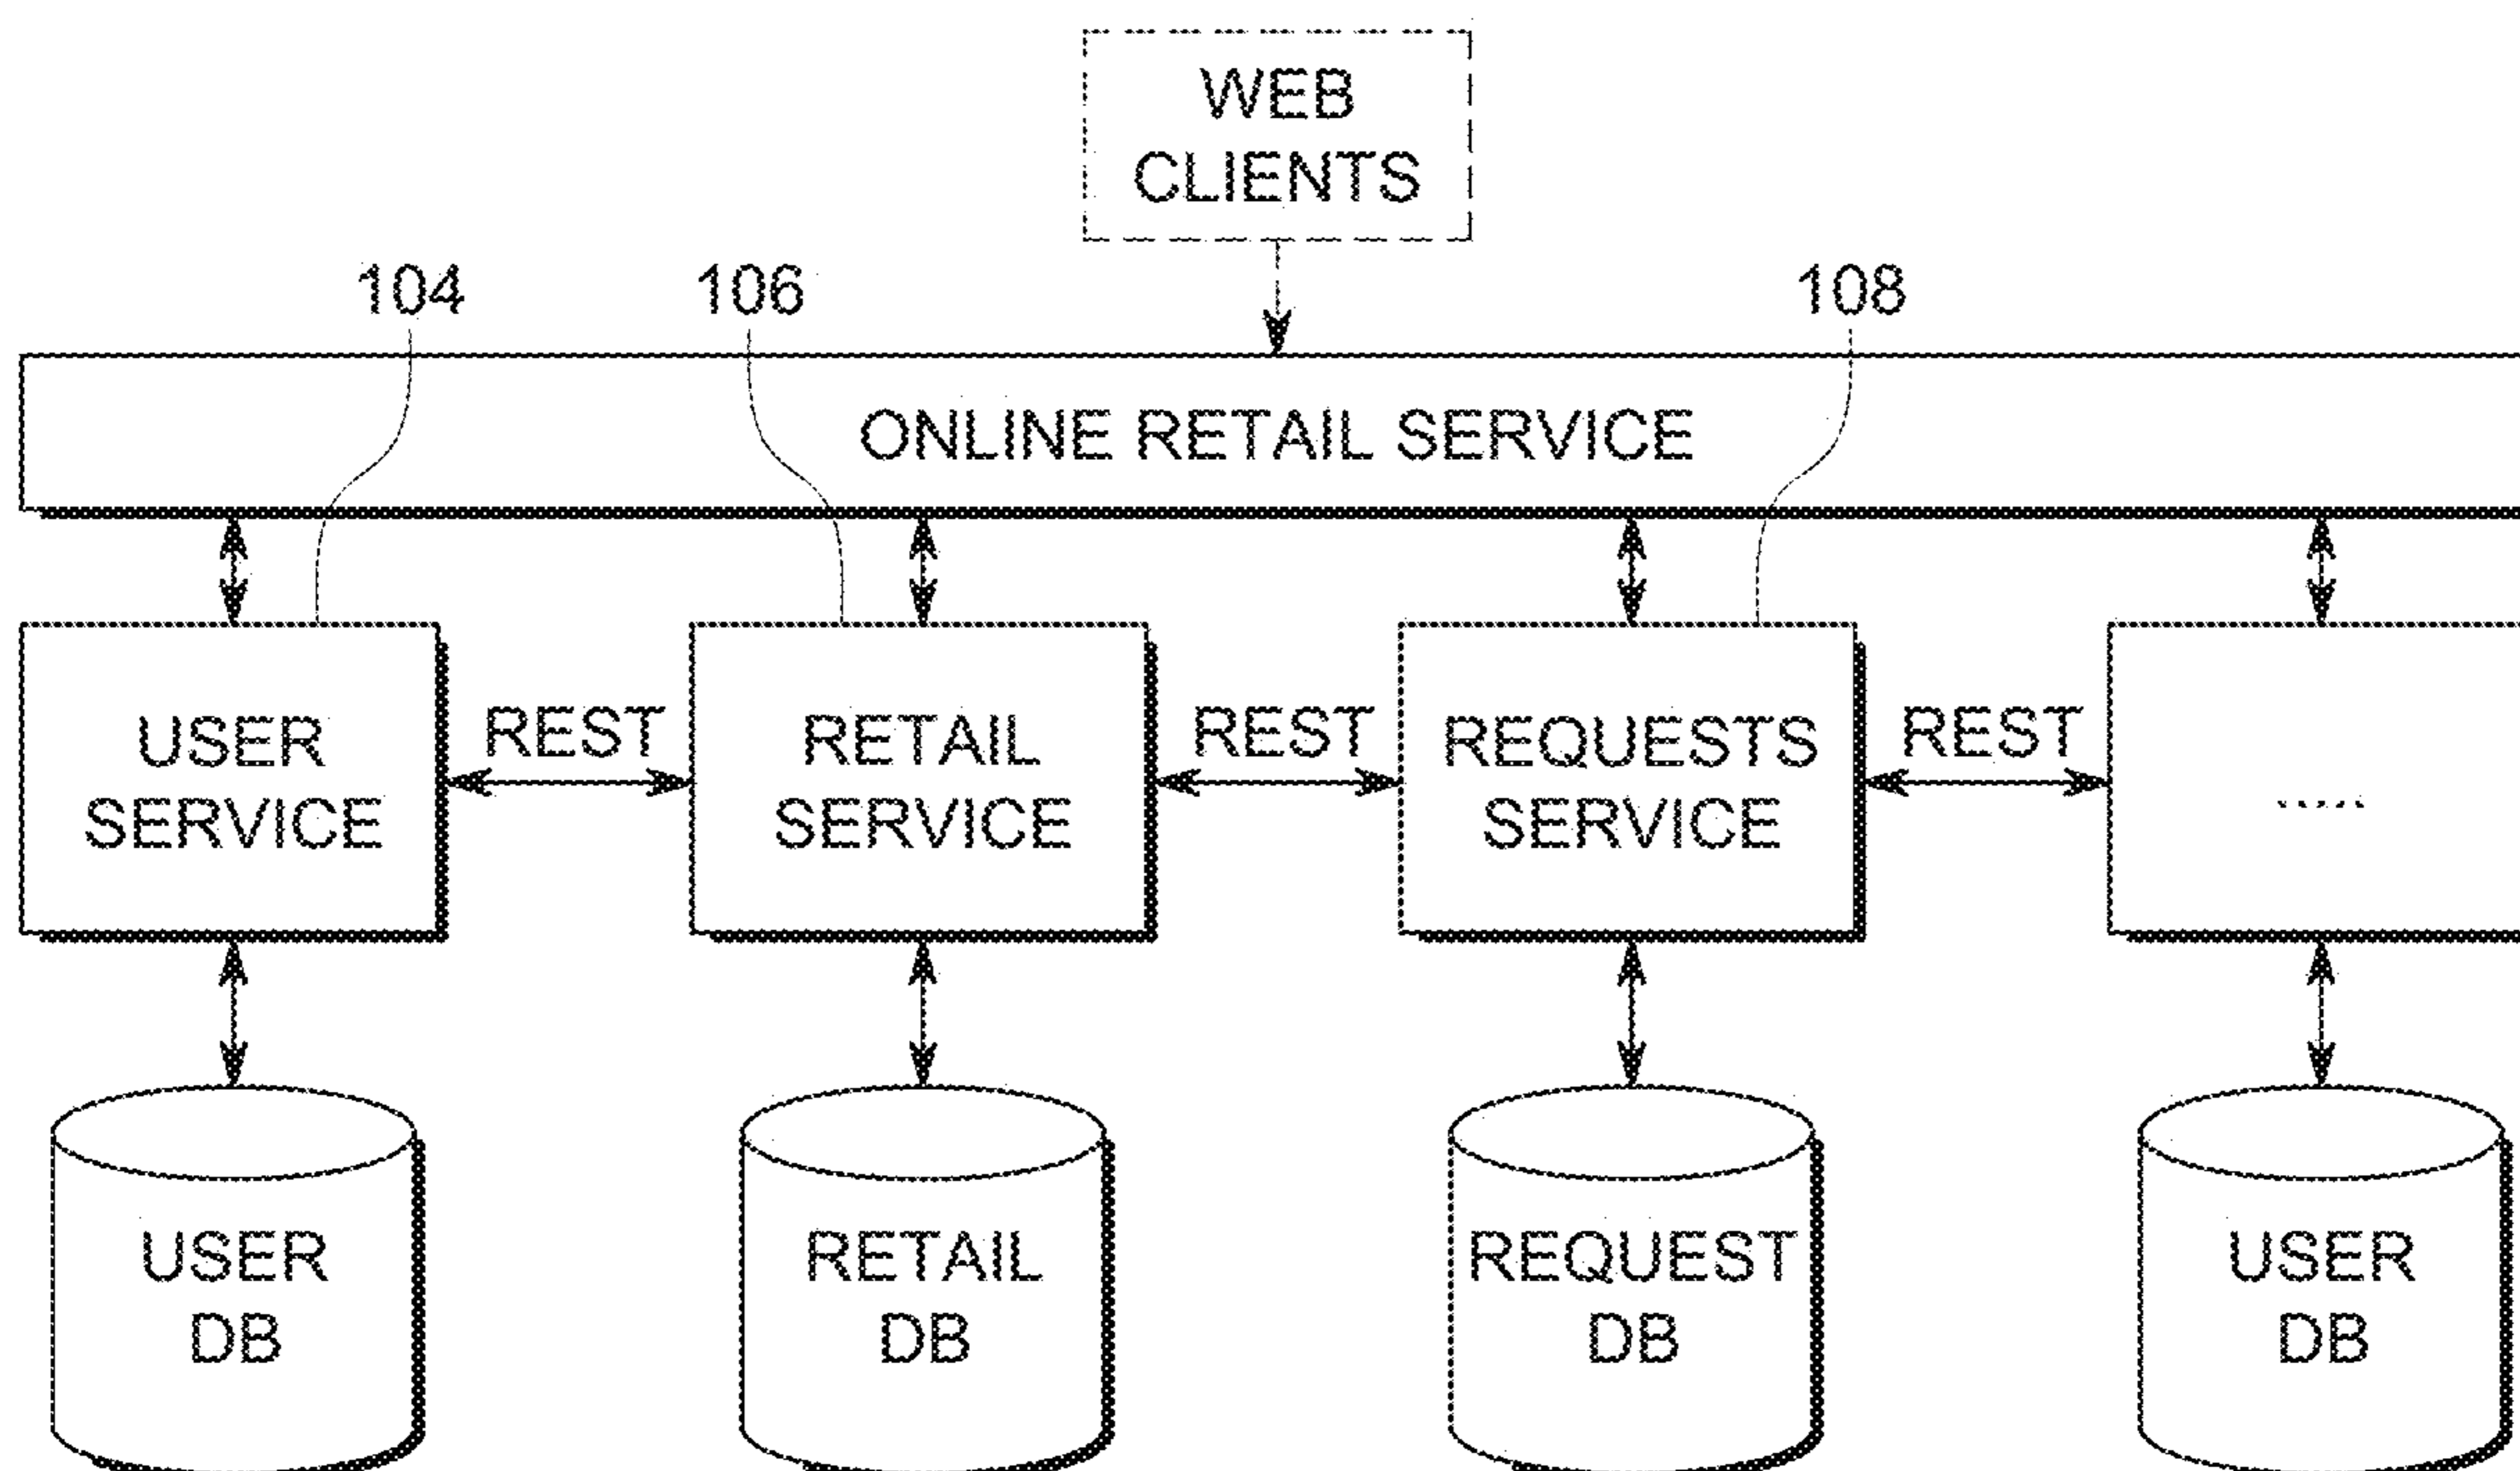 WEB
CLIENTS
104
106
108
ONLINE RETAIL SERVICE
USER
SERVICE
REST
RETAIL
SERVICE
REST
REQUESTS
SERVICE
REST
....
USER
DB
RETAIL
DB
REQUEST
DB
USER
DB